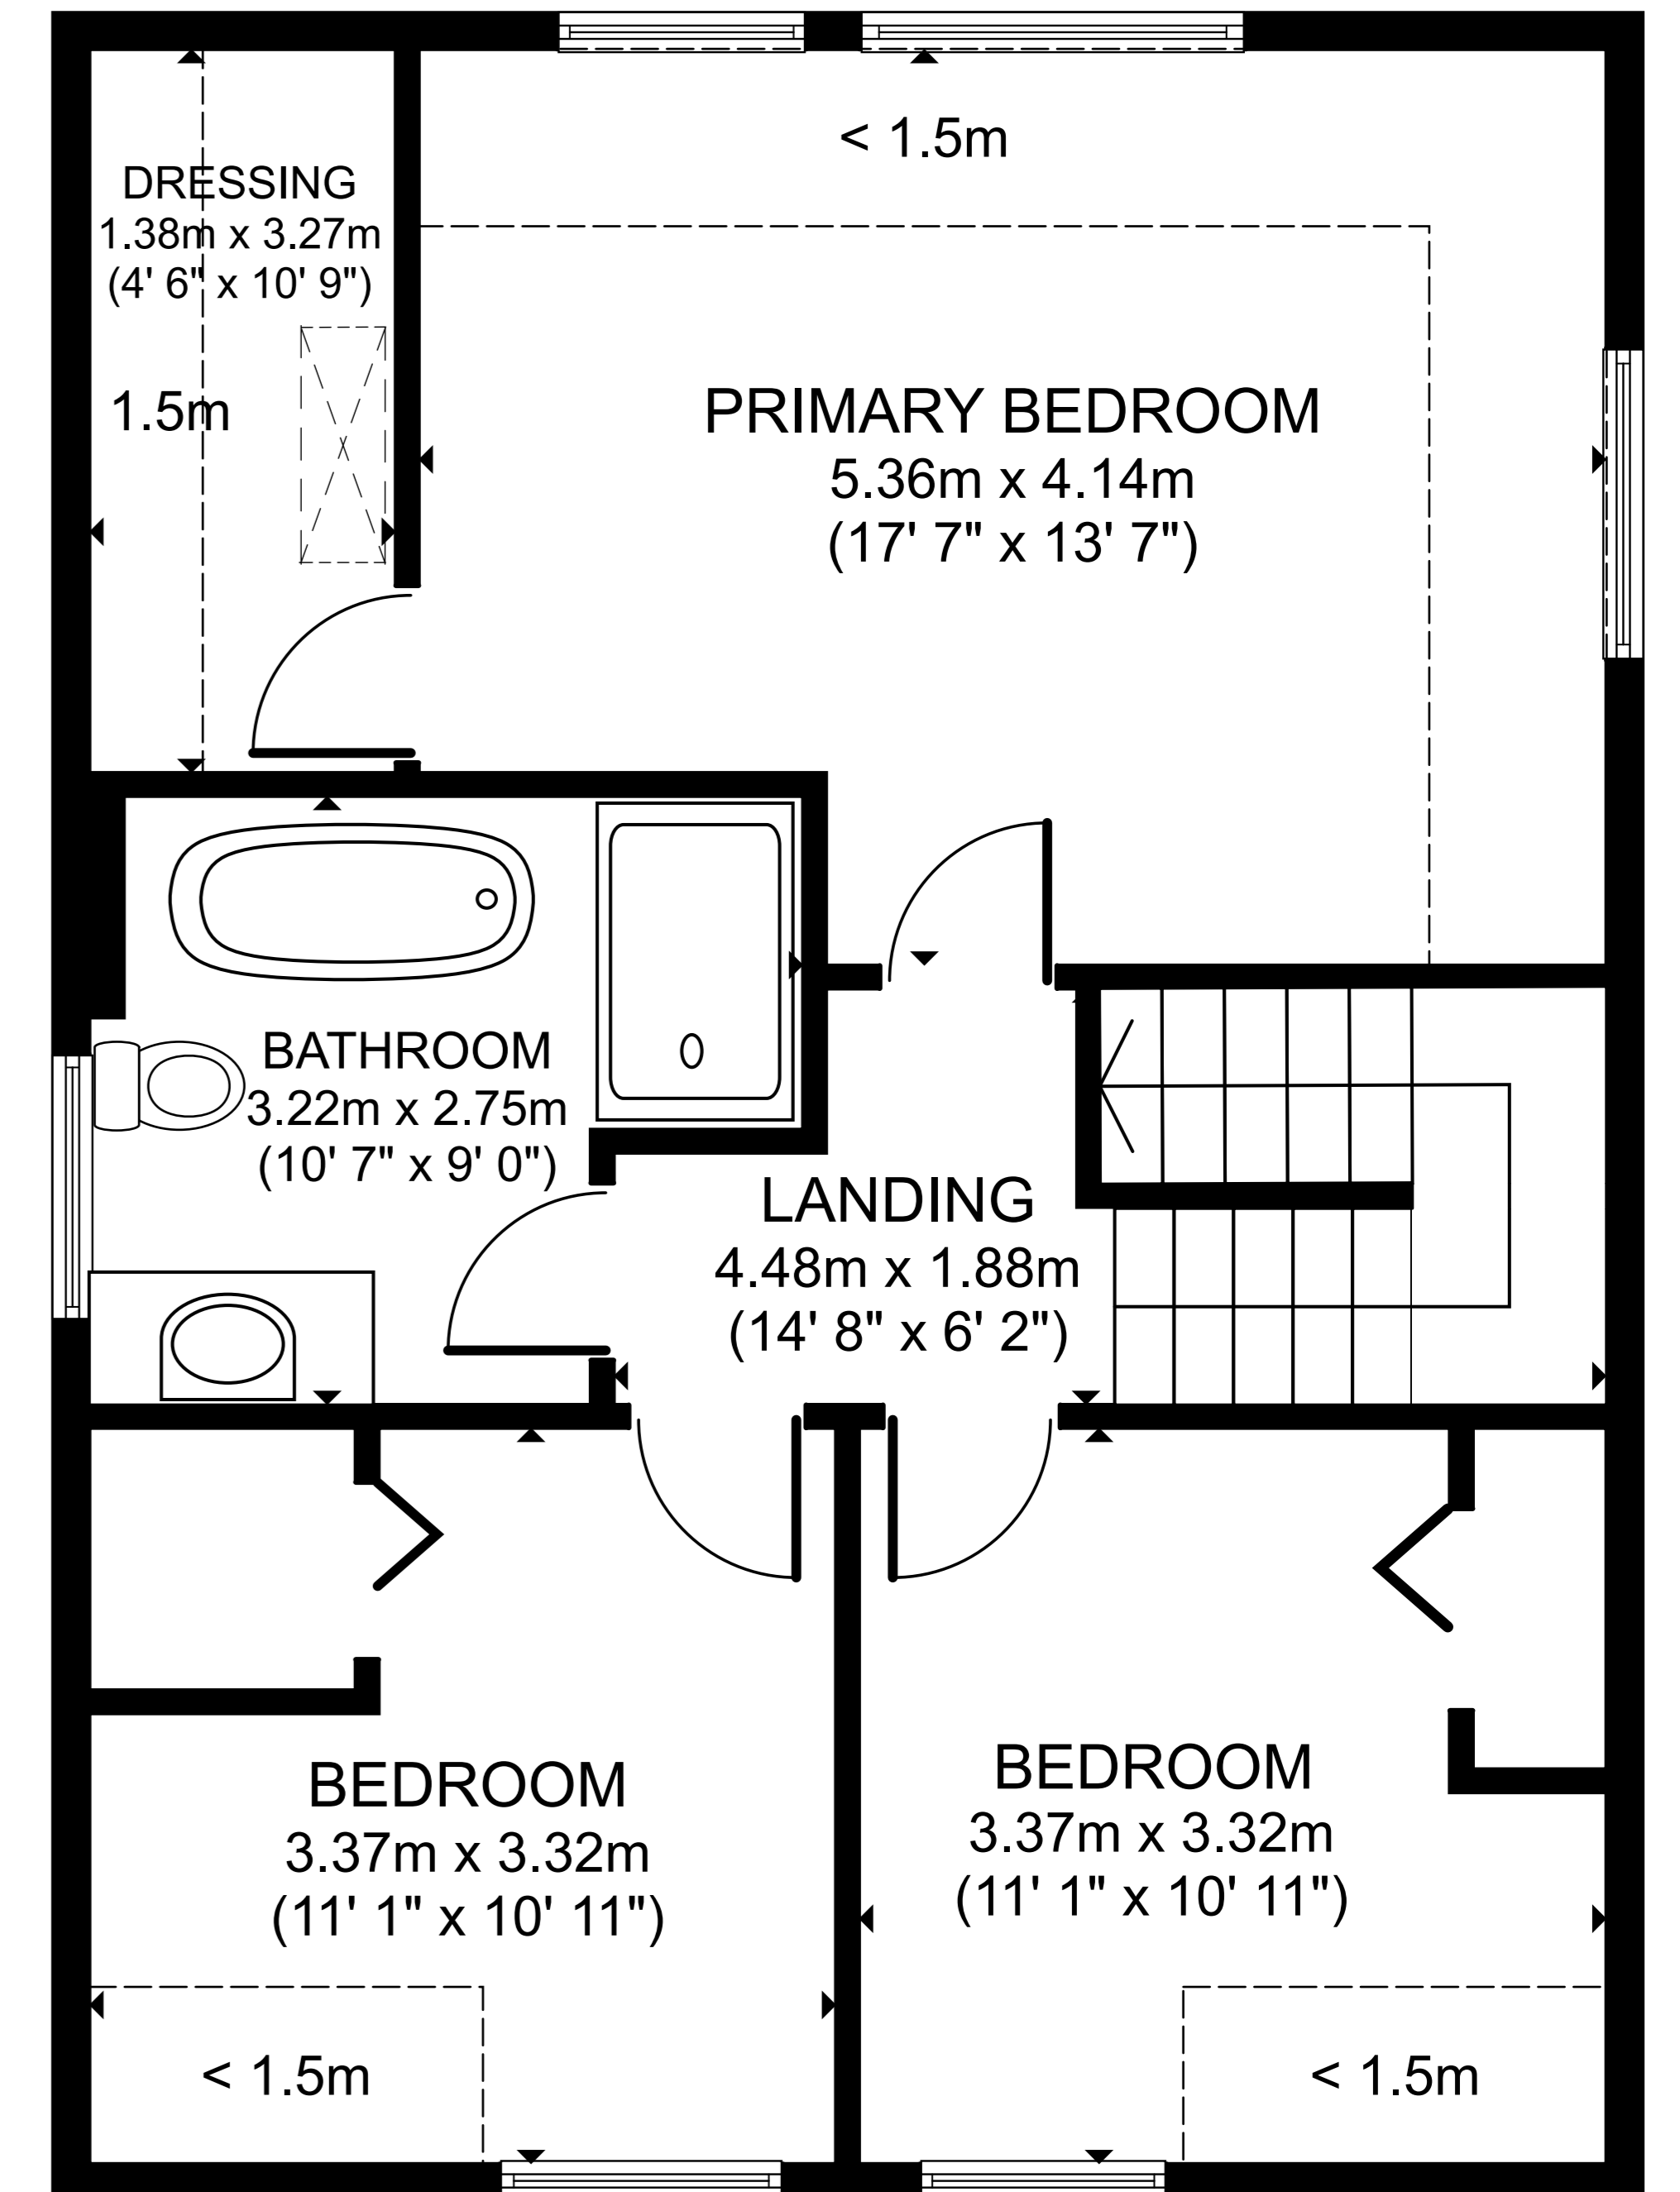 < 1.5m
DRESSING
1.38m x 3.27m
(4' 6" x 10' 9")
1.5m
PRIMARY BEDROOM
5.36m x 4.14m
(17' 7" x 13' 7")
BATHROOM
3.22m x 2.75m
(10' 7" x 9' 0")
LANDING
4.48m x 1.88m
(14' 8" x 6' 2")
BEDROOM
3.37m x 3.32m
(11' 1" x 10' 11")
< 1.5m
BEDROOM
3.37m x 3.32m
(11' 1" x 10' 11")
< 1.5m